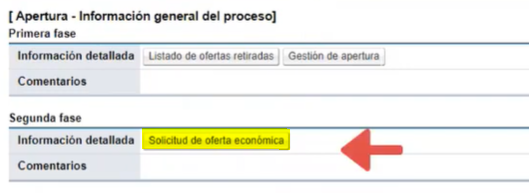 [ Apertura - Información general del proceso]
Primera fase
Información detallada Listado de ofertas retiradas Gestión de apertura
Comentarios
Segunda fase
Información detallada Solicitud de oferta económica
Comentarios